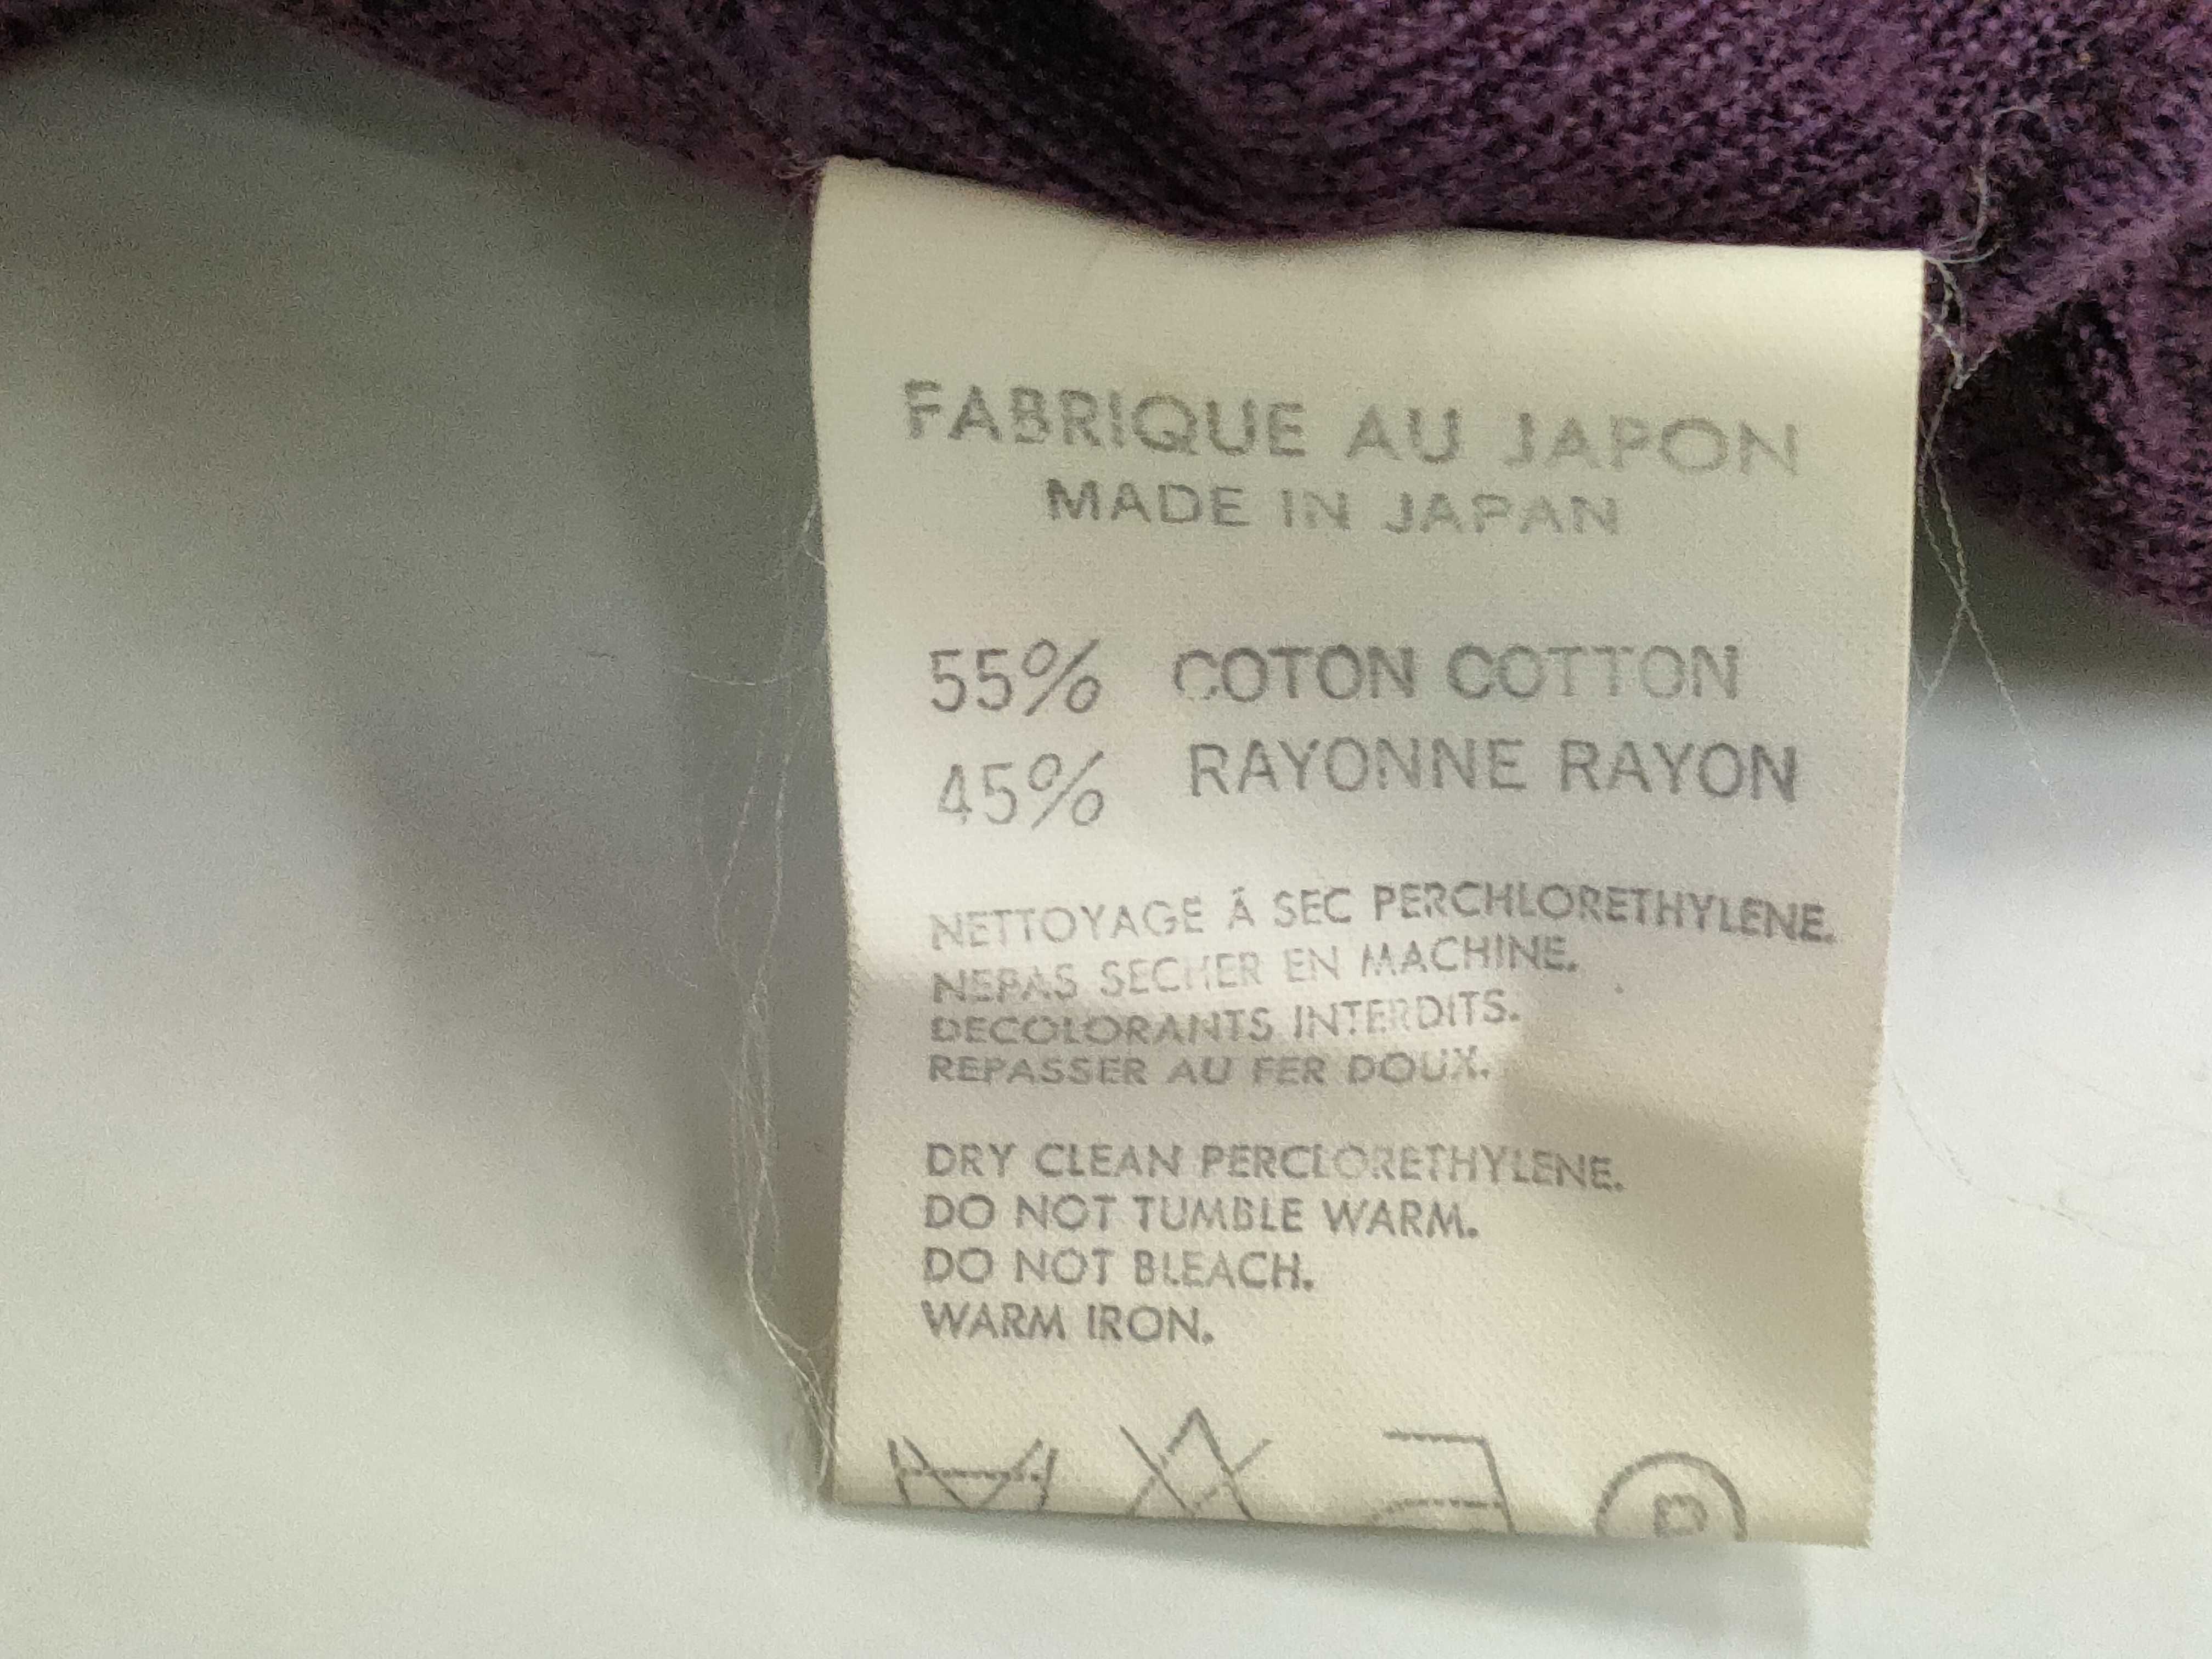 FABRIQUE AU JAPON
MADE IN JAPAN
55% COTON COTTON
45% RAYONNE RAYON
NETTOYAGE Â SEC PERCHLORETHYLENE.
NEPAS SECHER EN MACHINE.
DECOLORANTS INTERDITS.
REPASSER AU FER DOUX.
DRY CLEAN PERCLORETHYLENE.
DO NOT TUMBLE WARM.
DO NOT BLEACH.
WARM IRON.